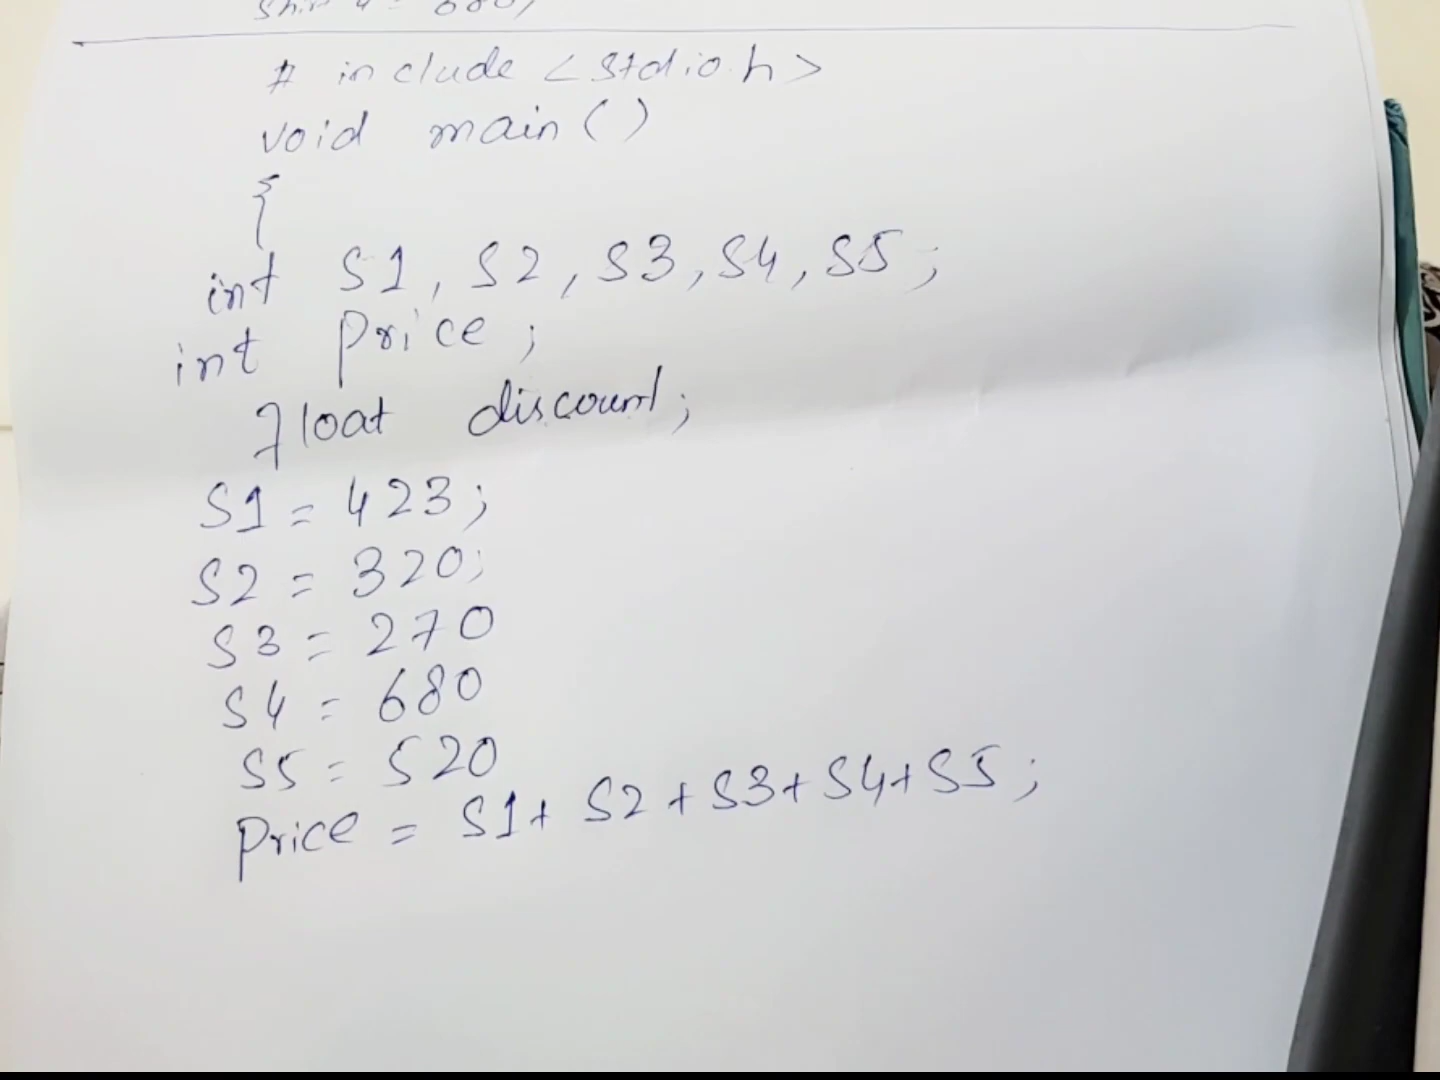 # include <stdio.h>
void main()
{
int S1, S2, S3, S4, S5;
int price;
float discount;
S1 = 423;
S2 = 320;
S3 = 270
S4 = 680
S5 = 520
Price = S1 + S2 + S3 + S4 + S5;